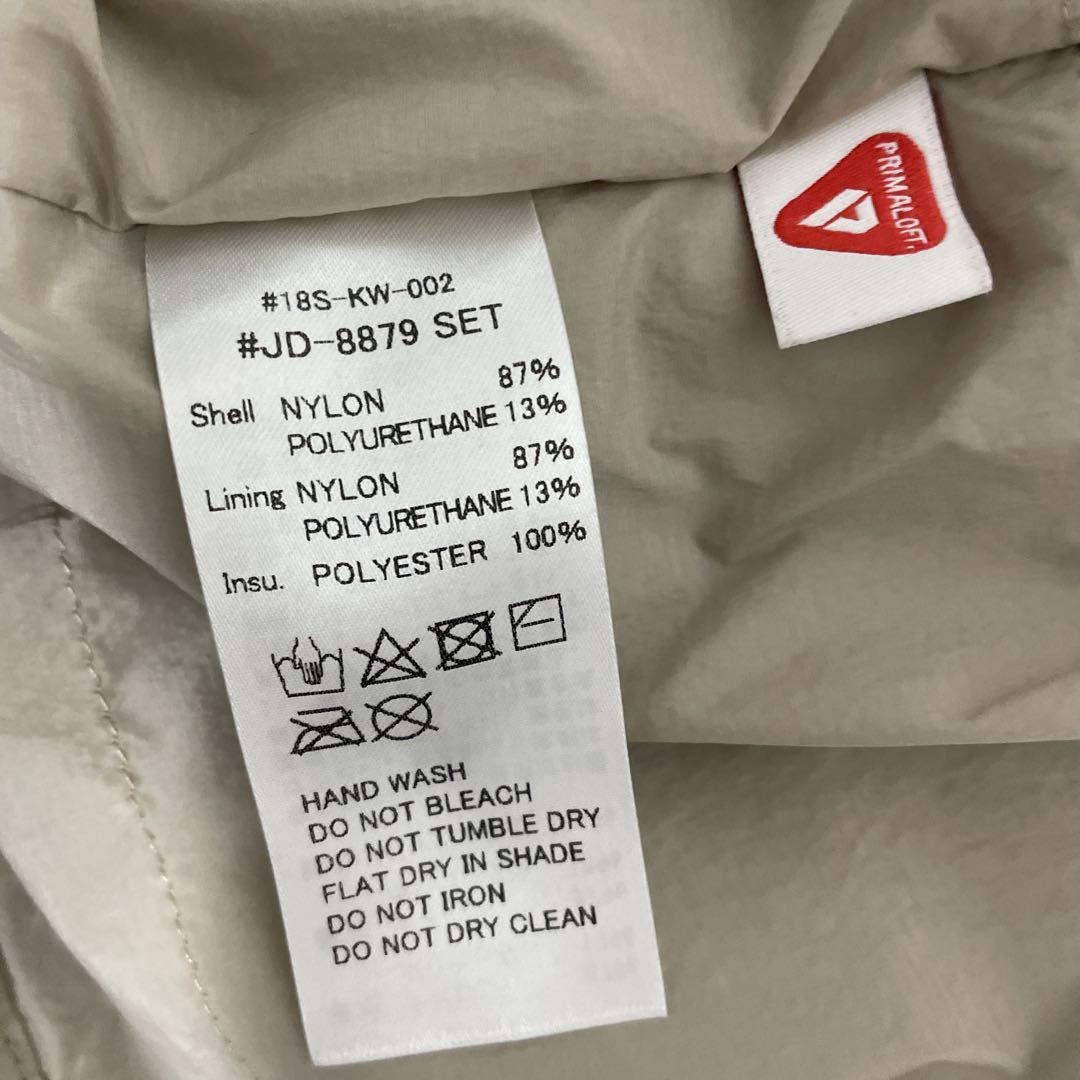 PRIMALOFT.
#18S-KW-002
#JD-8879 SET
Shell NYLON 87%
POLYURETHANE 13%
Lining NYLON 87%
POLYURETHANE 13%
Insu. POLYESTER 100%
HAND WASH
DO NOT BLEACH
DO NOT TUMBLE DRY
FLAT DRY IN SHADE
DO NOT IRON
DO NOT DRY CLEAN